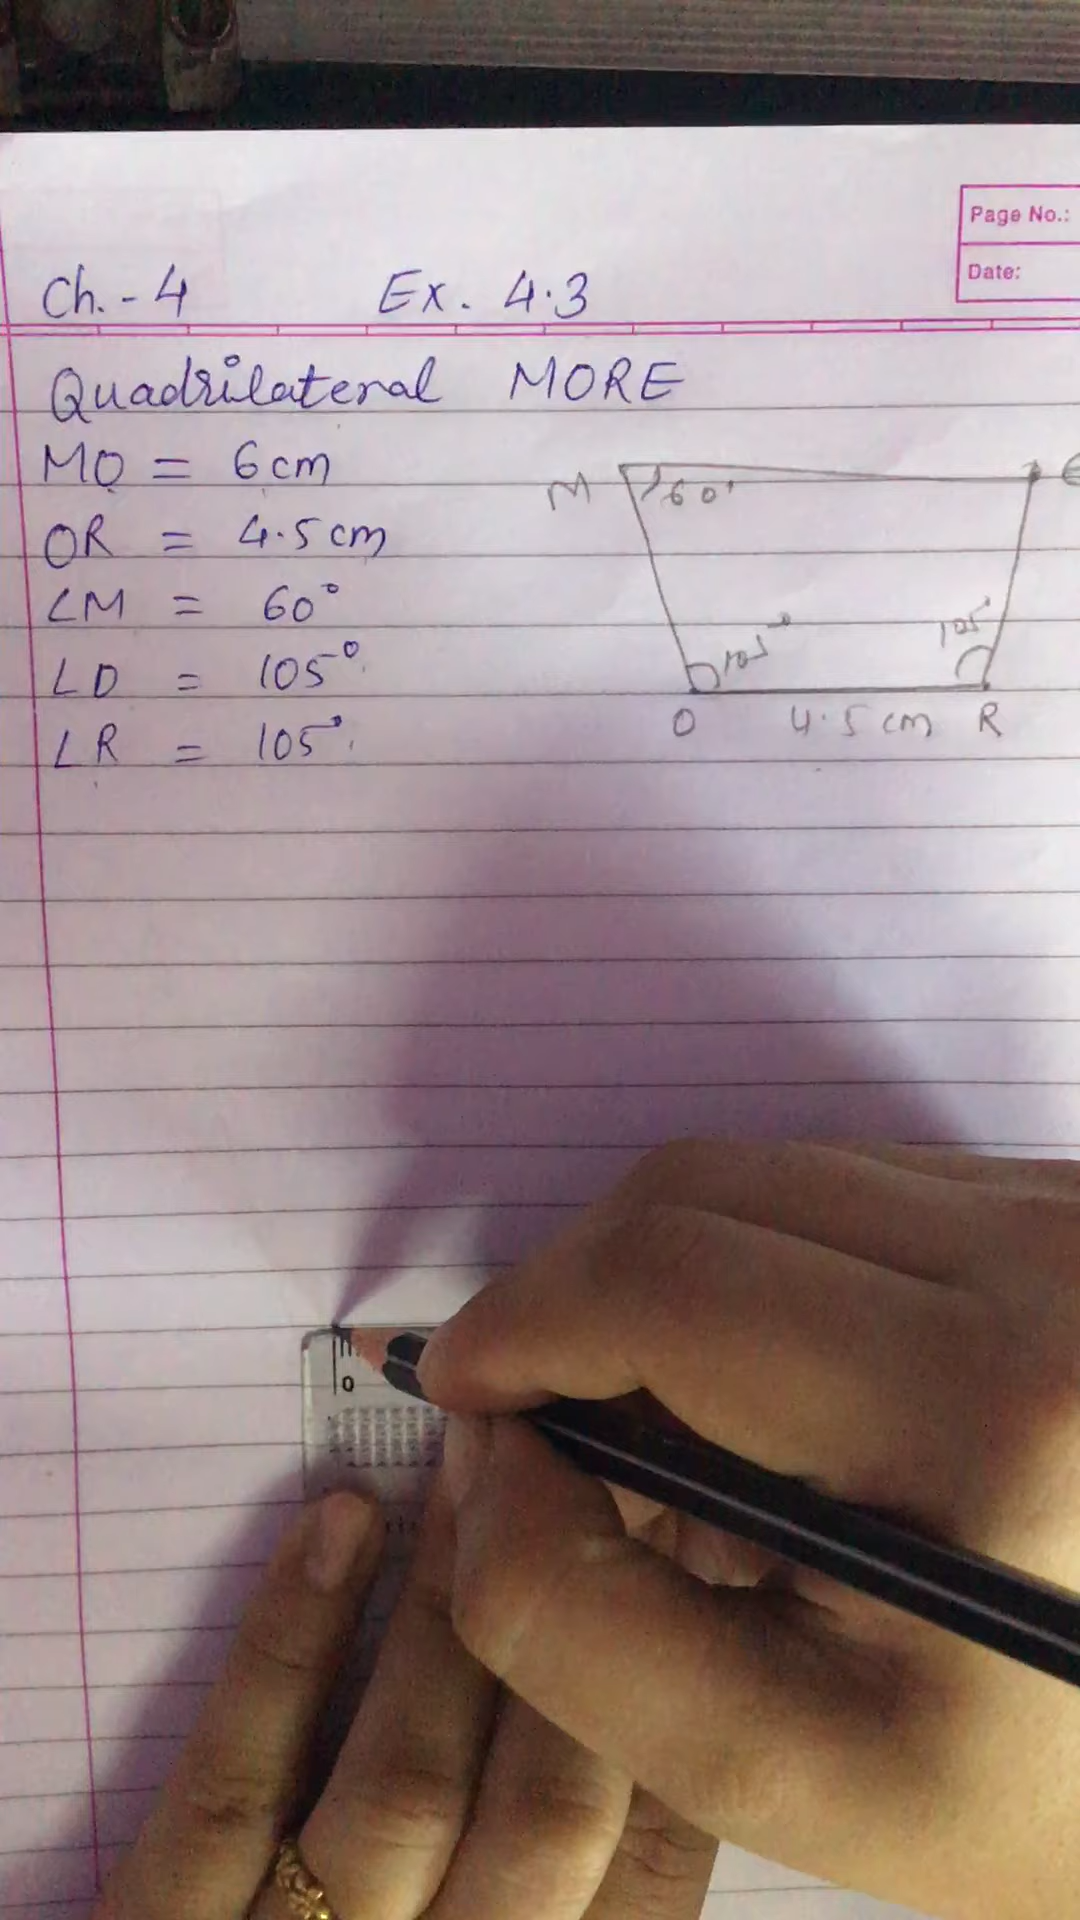 Page No.:
Date:
Ch. - 4 Ex. 4.3
Quadrilateral MORE
MO = 6 cm
OR = 4.5 cm
∠M = 60°
∠O = 105°
∠R = 105°
M 60°
105° 105°
O 4.5 cm R
0